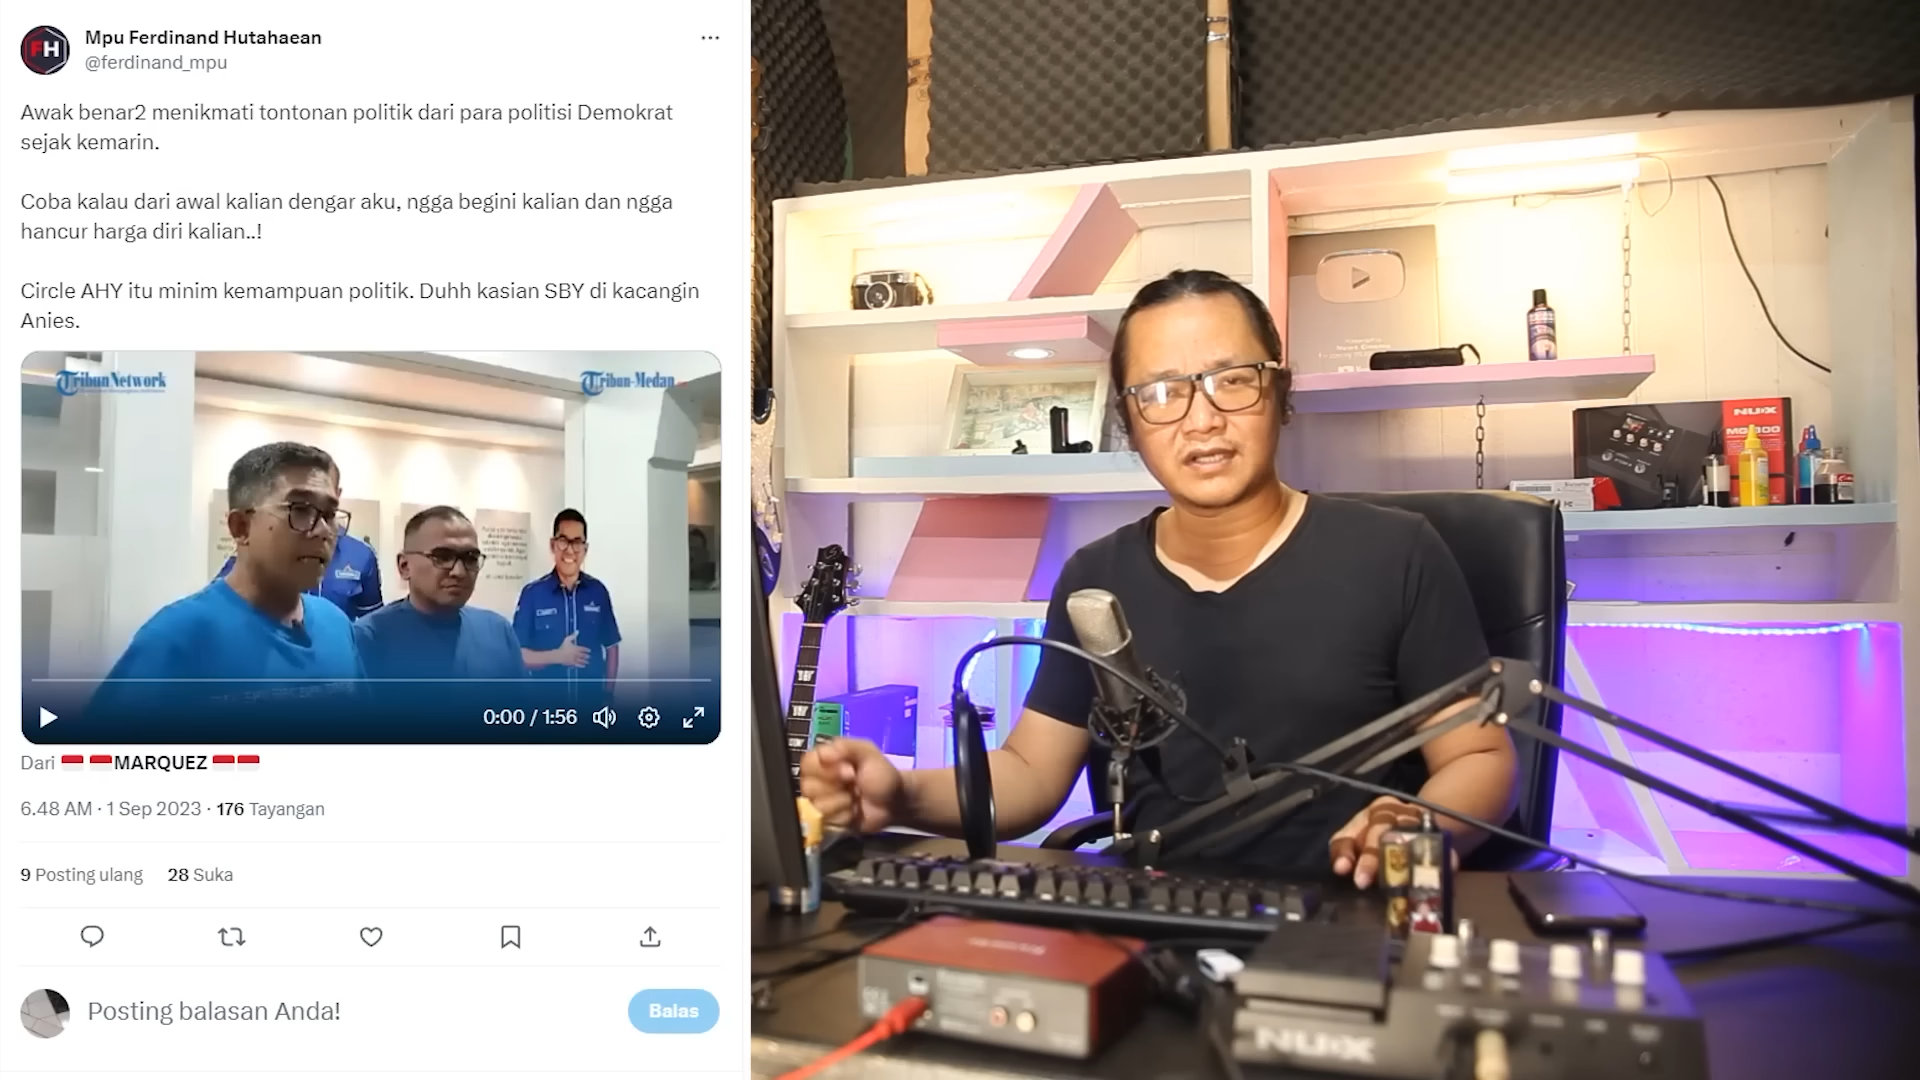 FH
Mpu Ferdinand Hutahaean
@ferdinand_mpu
Awak benar2 menikmati tontonan politik dari para politisi Demokrat
sejak kemarin.
Coba kalau dari awal kalian dengar aku, ngga begini kalian dan ngga
hancur harga diri kalian..!
Circle AHY itu minim kemampuan politik. Duhh kasian SBY di kacangin
Anies.
TribunNetwork
Tribun-Medan
0:00 / 1:56
Dari 🇮🇩 🇮🇩MARQUEZ 🇮🇩🇮🇩
6.48 AM · 1 Sep 2023 · 176 Tayangan
9 Posting ulang 28 Suka
Posting balasan Anda!
Balas
NUX
NUX